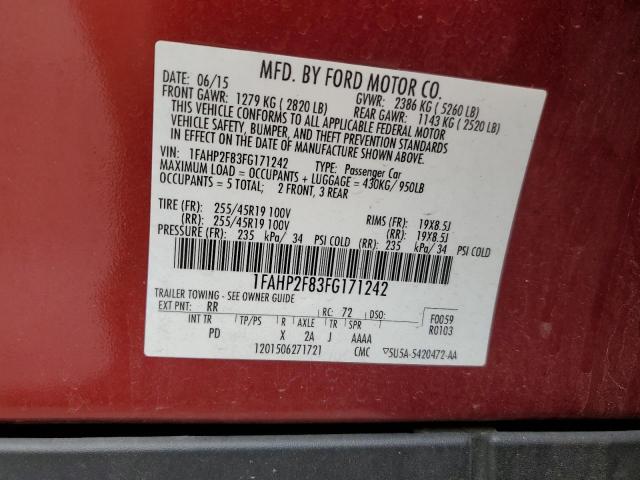 MFD. BY FORD MOTOR CO.
DATE: 06/15 GVWR: 2386 KG ( 5260 LB)
FRONT GAWR: 1279 KG ( 2820 LB) REAR GAWR: 1143 KG ( 2520 LB)
THIS VEHICLE CONFORMS TO ALL APPLICABLE FEDERAL MOTOR
VEHICLE SAFETY, BUMPER, AND THEFT PREVENTION STANDARDS
IN EFFECT ON THE DATE OF MANUFACTURE SHOWN ABOVE.
VIN: 1FAHP2F83FG171242 TYPE: Passenger Car
MAXIMUM LOAD = OCCUPANTS + LUGGAGE = 430KG/ 950LB
OCCUPANTS = 5 TOTAL; 2 FRONT, 3 REAR
TIRE (FR): 255/45R19 100V RIMS (FR): 19X8.5J
(RR): 255/45R19 100V (RR): 19X8.5J
PRESSURE (FR): 235 kPa/ 34 PSI COLD (RR): 235 kPa/ 34 PSI COLD
1FAHP2F83FG171242
TRAILER TOWING - SEE OWNER GUIDE
EXT PNT: RR RC: 72 DSO: F0059
INT TR TP/PS R AXLE TR SPR R0103
PD X 2A J AAAA
1201506271721 CMC ▽5U5A-5420472-AA